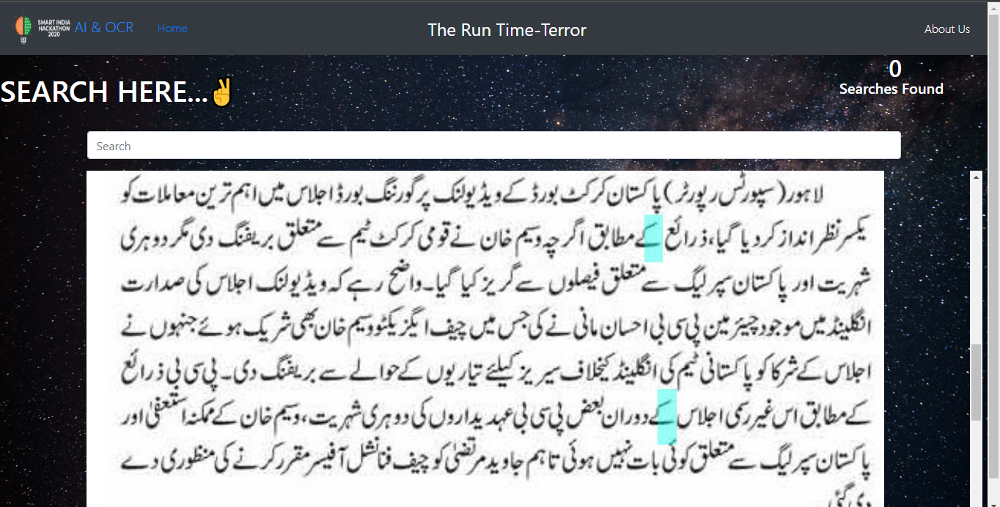 SMART INDIA
HACKATHON
2020
AI & OCR
Home
The Run Time-Terror
About Us
SEARCH HERE...✌
0
Searches Found
Search
لاہور(سپورٹس رپورٹر)پاکستان کرکٹ بورڈ کے ویڈیولنک پر گورننگ بورڈ اجلاس میں اہم ترین معاملات کو
یکسر نظر انداز کر دیا گیا، ذرائع کے مطابق اگرچہ وسیم خان نے قومی کرکٹ ٹیم سے متعلق بریفنگ دی مگر دوہری
شہریت اور پاکستان سپر لیگ سے متعلق فیصلوں سے گریز کیا گیا۔ واضح رہے کہ ویڈیولنک اجلاس کی صدارت
انگلینڈ میں موجود چیئرمین پی سی بی احسان مانی نے کی جس میں چیف ایگزیکٹو وسیم خان بھی شریک ہوئے جنہوں نے
اجلاس کے شرکا کو پاکستانی ٹیم کی انگلینڈ کیخلاف سیریز کیلئے تیاریوں کے حوالے سے بریفنگ دی۔ پی سی بی ذرائع
کے مطابق اس غیر رسمی اجلاس کے دوران بعض پی سی بی عہدیداروں کی دوہری شہریت، وسیم خان کے ممکنہ استعفیٰ اور
پاکستان سپر لیگ سے متعلق کوئی بات نہیں ہوئی تاہم جاوید مرتضیٰ کو چیف فنانشل آفیسر مقرر کرنے کی منظوری دے
دی گئی۔